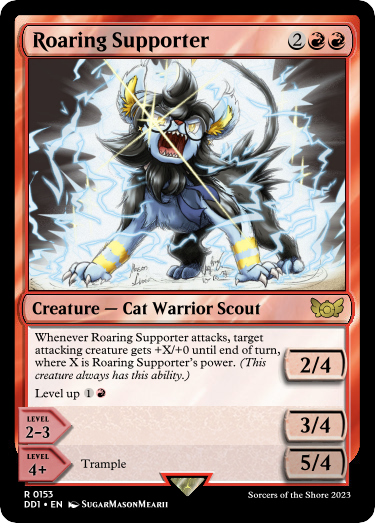 Roaring Supporter 2
Creature — Cat Warrior Scout
Whenever Roaring Supporter attacks, target
attacking creature gets +X/+0 until end of turn,
where X is Roaring Supporter's power. (This
creature always has this ability.)
2/4
Level up 1
LEVEL
2-3
3/4
LEVEL
4+
Trample
5/4
R 0153
DD1 • EN SugarMasonMearii
Sorcers of the Shore 2023